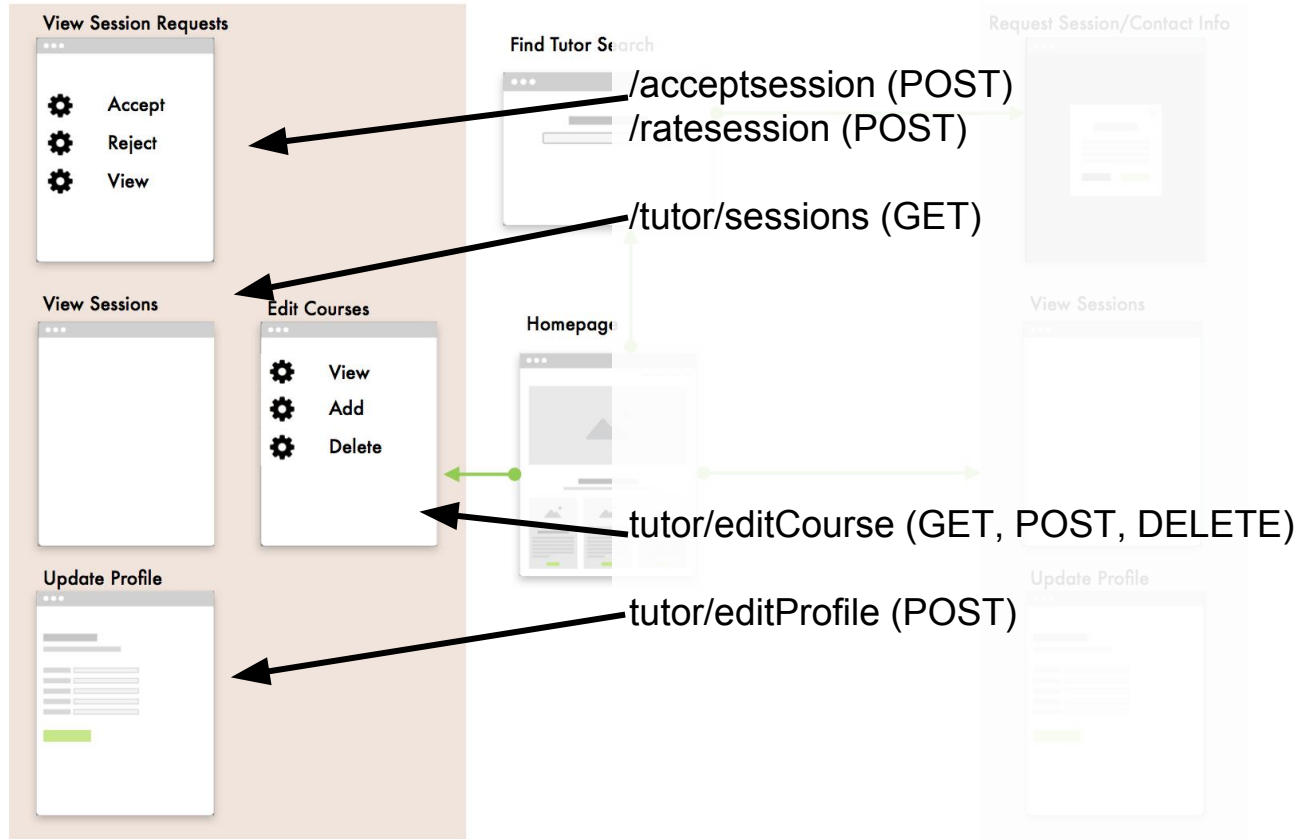 View Session Requests
Accept
Reject
View
View Sessions
Edit Courses
View
Add
Delete
Update Profile
Find Tutor Search
Homepage
/acceptsession (POST)
/ratesession (POST)
/tutor/sessions (GET)
tutor/editCourse (GET, POST, DELETE)
tutor/editProfile (POST)
Request Session/Contact Info
View Sessions
Update Profile